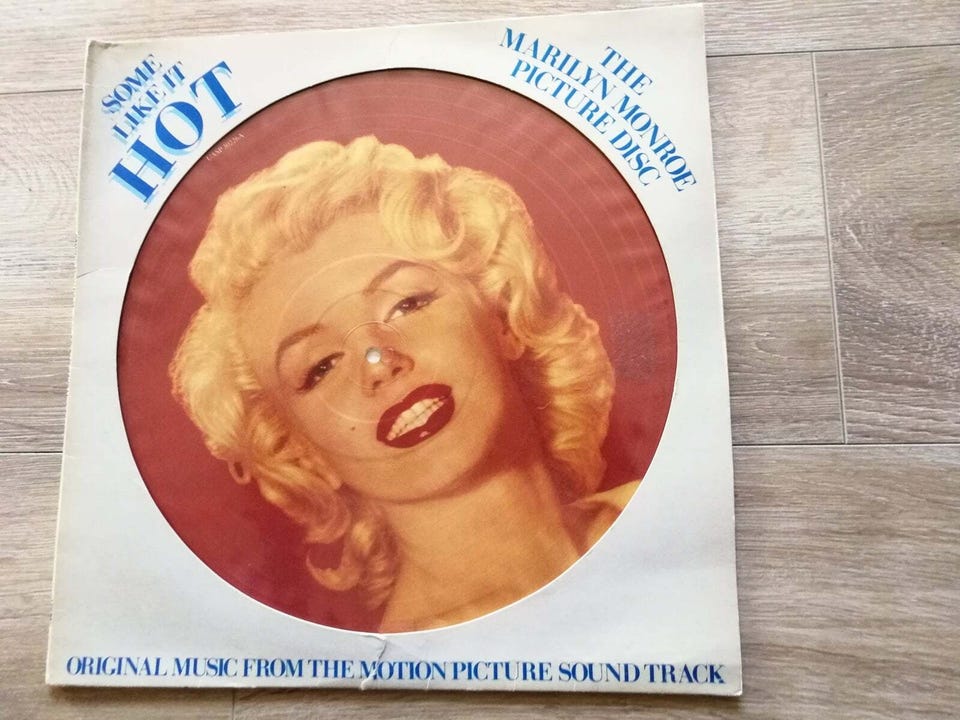 SOME
LIKE IT
HOT
THE
MARILYN MONROE
PICTURE DISC
ORIGINAL MUSIC FROM THE MOTION PICTURE SOUND TRACK